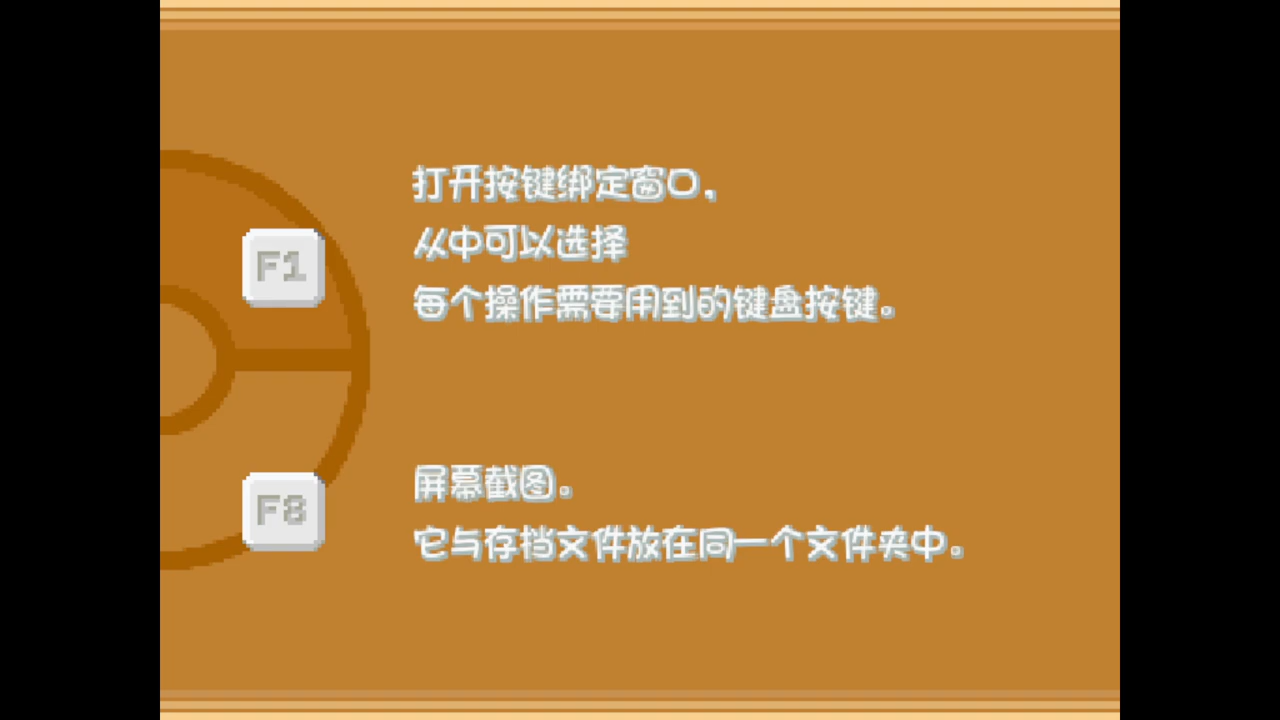 F1
打开按键绑定窗口，
从中可以选择
每个操作需要用到的键盘按键。
F8
屏幕截图。
它与存挡文件放在同一个文件夹中。